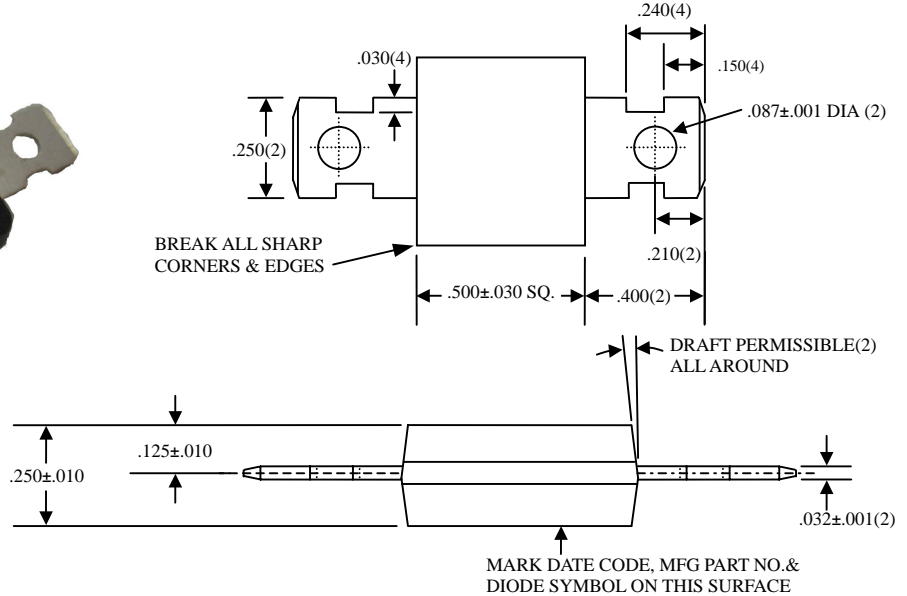 .240(4)
.030(4)
.150(4)
.087±.001 DIA (2)
.250(2)
.210(2)
BREAK ALL SHARP
CORNERS & EDGES
.500±.030 SQ.
.400(2)
DRAFT PERMISSIBLE(2)
ALL AROUND
.125±.010
.250±.010
.032±.001(2)
MARK DATE CODE, MFG PART NO.&
DIODE SYMBOL ON THIS SURFACE